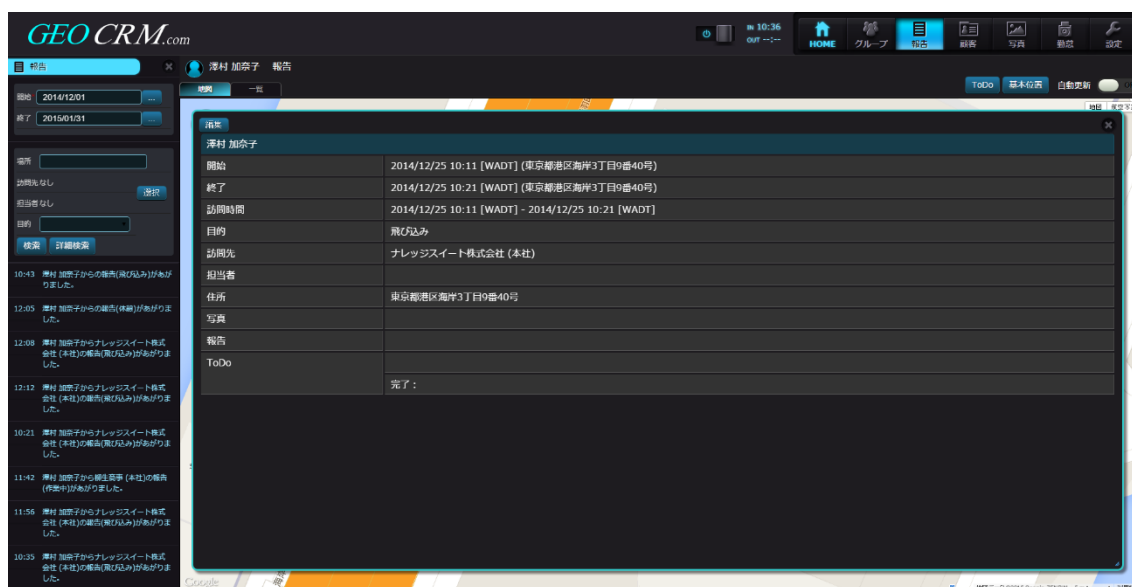 GEO CRM.com
IN 10:36
OUT --:--
HOME
グループ
報告
顧客
写真
勤怠
設定
報告
澤村 加奈子 報告
地図
一覧
ToDo
基本位置
自動更新
開始 2014/12/01 ...
終了 2015/01/31 ...
場所
訪問先 なし
選択
担当者 なし
目的
検索
詳細検索
10:43 澤村 加奈子からの報告(飛び込み)があが
りました。
12:05 澤村 加奈子からの報告(休憩)があがりま
した。
12:08 澤村 加奈子からナレッジスイート株式
会社 (本社)の報告(飛び込み)があがりま
した。
12:12 澤村 加奈子からナレッジスイート株式
会社 (本社)の報告(飛び込み)があがりま
した。
10:21 澤村 加奈子からナレッジスイート株式
会社 (本社)の報告(飛び込み)があがりま
した。
11:42 澤村 加奈子から柳生商事 (本社)の報告
(作業中)があがりました。
11:56 澤村 加奈子からナレッジスイート株式
会社 (本社)の報告(飛び込み)があがりま
した。
10:35 澤村 加奈子からナレッジスイート株式
会社 (本社)の報告(飛び込み)があがりま
した。
編集
澤村 加奈子
開始 2014/12/25 10:11 [WADT] (東京都港区海岸3丁目9番40号)
終了 2014/12/25 10:21 [WADT] (東京都港区海岸3丁目9番40号)
訪問時間 2014/12/25 10:11 [WADT] - 2014/12/25 10:21 [WADT]
目的 飛び込み
訪問先 ナレッジスイート株式会社 (本社)
担当者
住所 東京都港区海岸3丁目9番40号
写真
報告
ToDo
完了 :
地図
Google